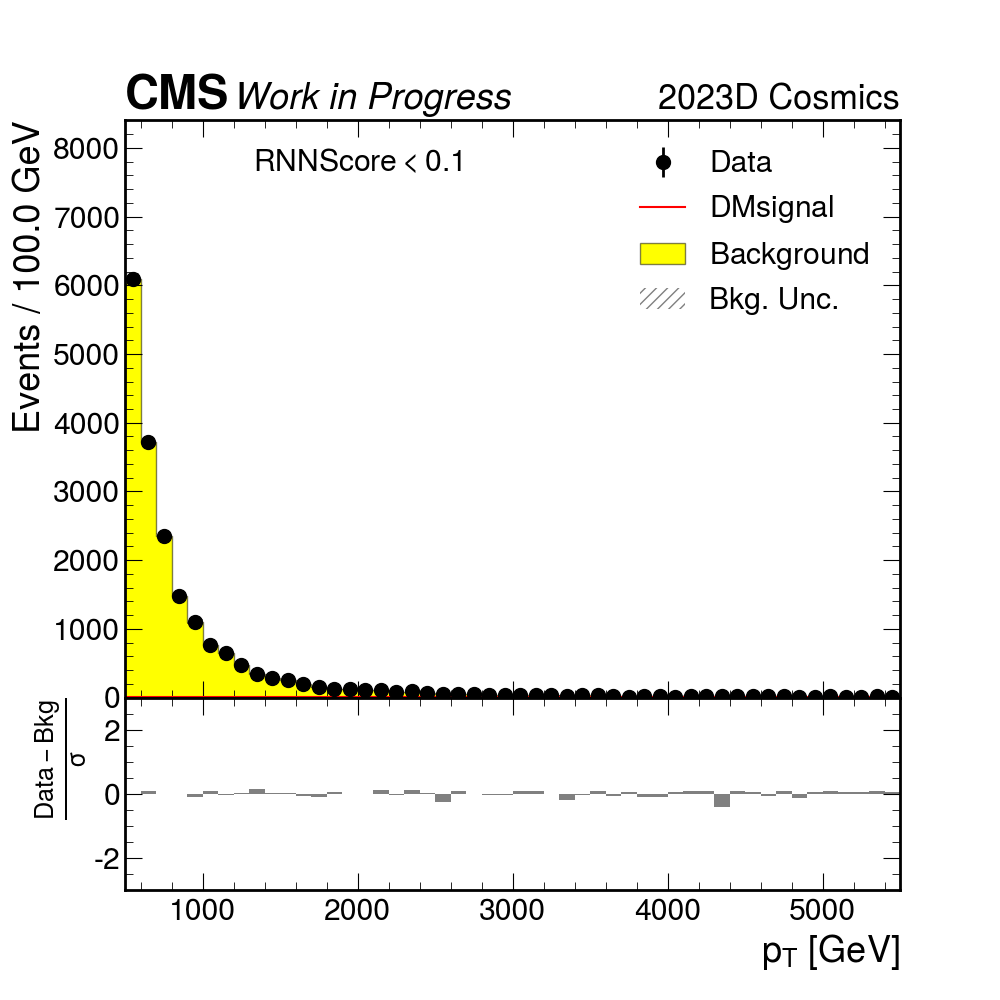 CMS Work in Progress 2023D Cosmics
Events / 100.0 GeV
RNNScore < 0.1
Data
DMsignal
Background
Bkg. Unc.
8000
7000
6000
5000
4000
3000
2000
1000
0
Data – Bkg
σ
2
0
-2
1000 2000 3000 4000 5000
pT [GeV]